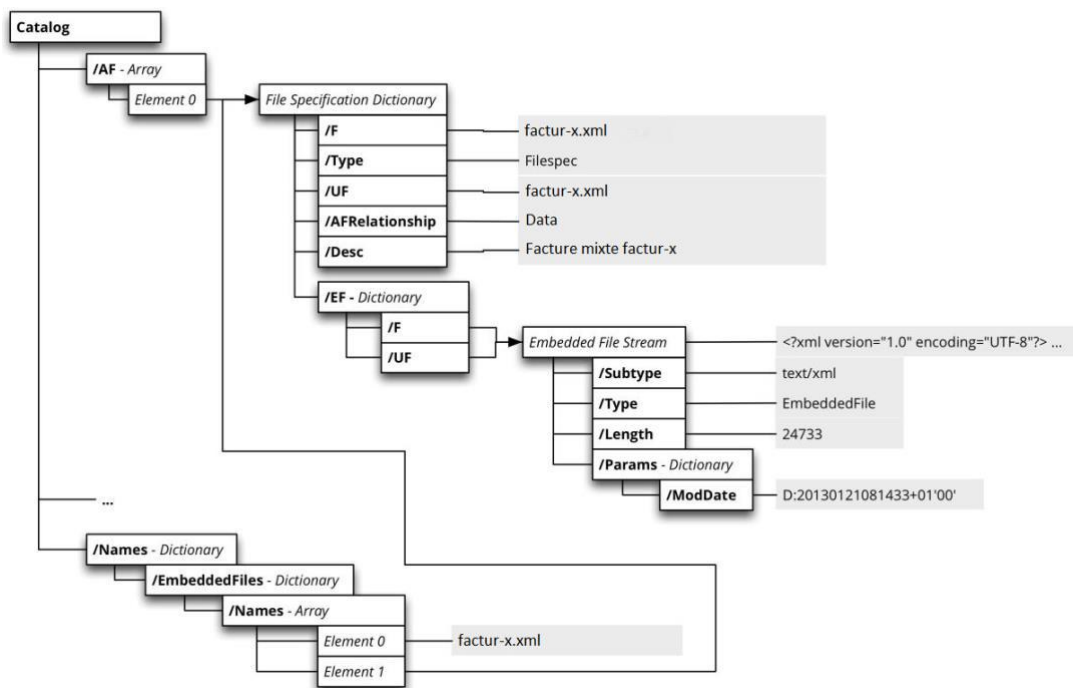 Catalog
/AF - Array
Element 0
File Specification Dictionary
/F
factur-x.xml
/Type
Filespec
/UF
factur-x.xml
/AFRelationship
Data
/Desc
Facture mixte factur-x
/EF - Dictionary
/F
/UF
Embedded File Stream
<?xml version="1.0" encoding="UTF-8"?> ...
/Subtype
text/xml
/Type
EmbeddedFile
/Length
24733
/Params - Dictionary
/ModDate
D:20130121081433+01'00'
...
/Names - Dictionary
/EmbeddedFiles - Dictionary
/Names - Array
Element 0
factur-x.xml
Element 1